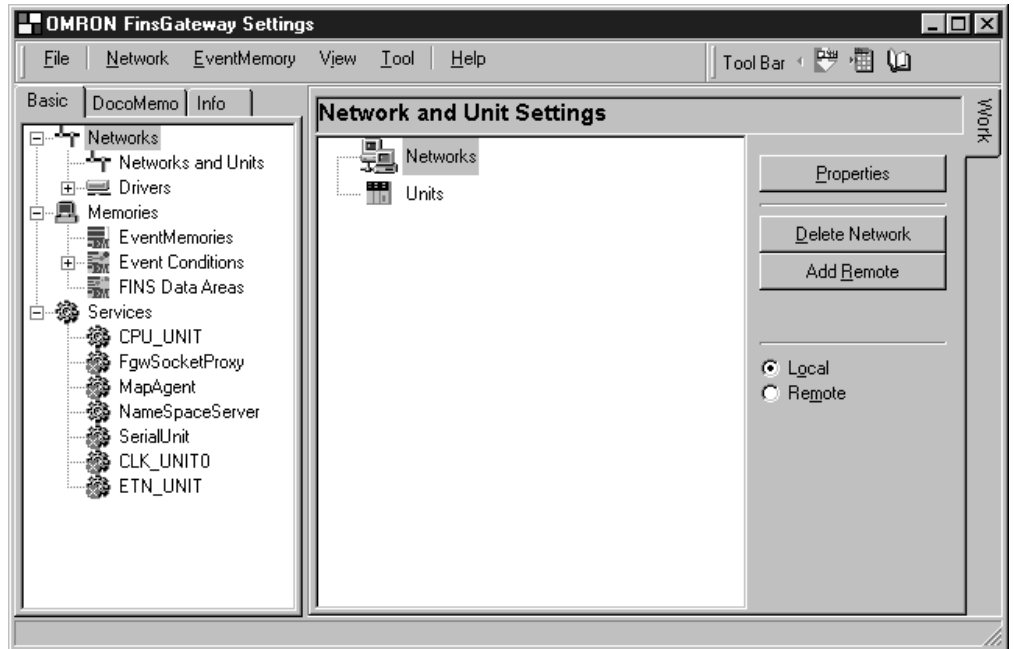 OMRON FinsGateway Settings
File Network EventMemory View Tool Help Tool Bar
Basic DocoMemo Info
Networks
Networks and Units
Drivers
Memories
EventMemories
Event Conditions
FINS Data Areas
Services
CPU_UNIT
FgwSocketProxy
MapAgent
NameSpaceServer
SerialUnit
CLK_UNIT0
ETN_UNIT
Network and Unit Settings
Networks
Units
Properties
Delete Network
Add Remote
Local
Remote
Work